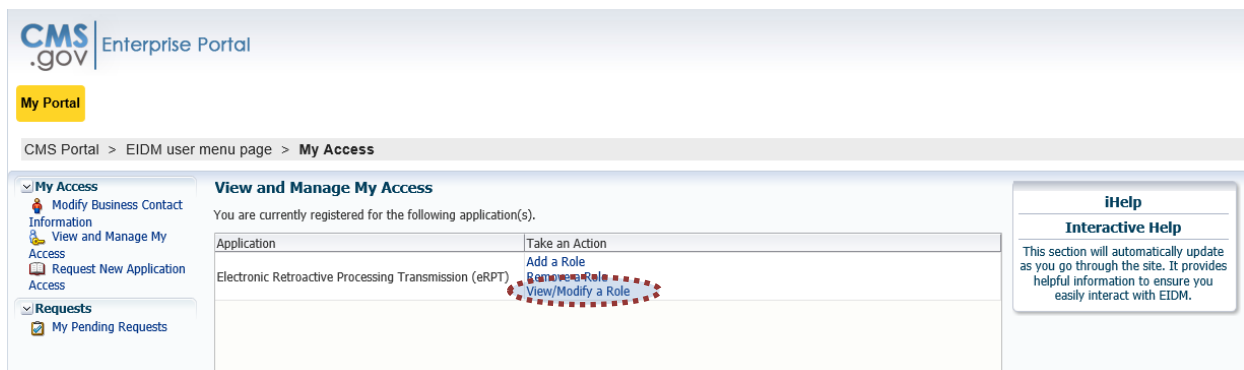 CMS
.gov
Enterprise Portal
My Portal
CMS Portal > EIDM user menu page > My Access
My Access
Modify Business Contact
Information
View and Manage My
Access
Request New Application
Access
Requests
My Pending Requests
View and Manage My Access
You are currently registered for the following application(s).
Application
Take an Action
Electronic Retroactive Processing Transmission (eRPT)
Add a Role
Remove a Role
View/Modify a Role
iHelp
Interactive Help
This section will automatically update
as you go through the site. It provides
helpful information to ensure you
easily interact with EIDM.